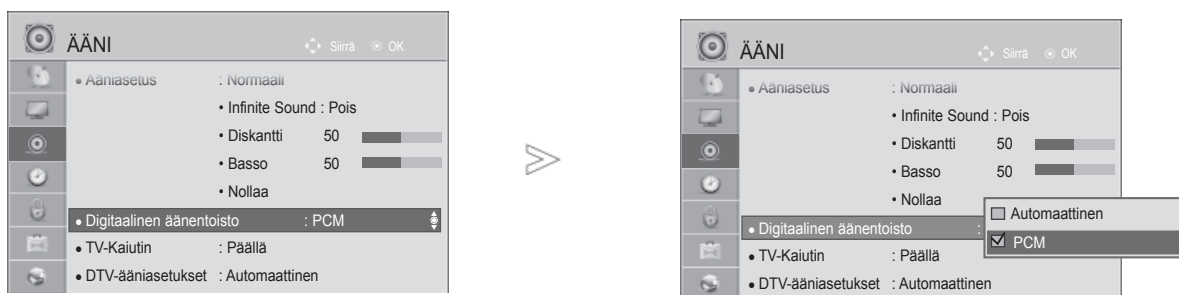 ÄÄNI
Siirrä OK
• Ääniasetus : Normaali
• Infinite Sound : Pois
• Diskantti 50
• Basso 50
• Nollaa
• Digitaalinen äänentoisto : PCM
• TV-Kaiutin : Päällä
• DTV-ääniasetukset : Automaattinen
ÄÄNI
Siirrä OK
• Ääniasetus : Normaali
• Infinite Sound : Pois
• Diskantti 50
• Basso 50
• Nollaa
• Digitaalinen äänentoisto :
Automaattinen
PCM
• TV-Kaiutin : Päällä
• DTV-ääniasetukset : Automaattinen